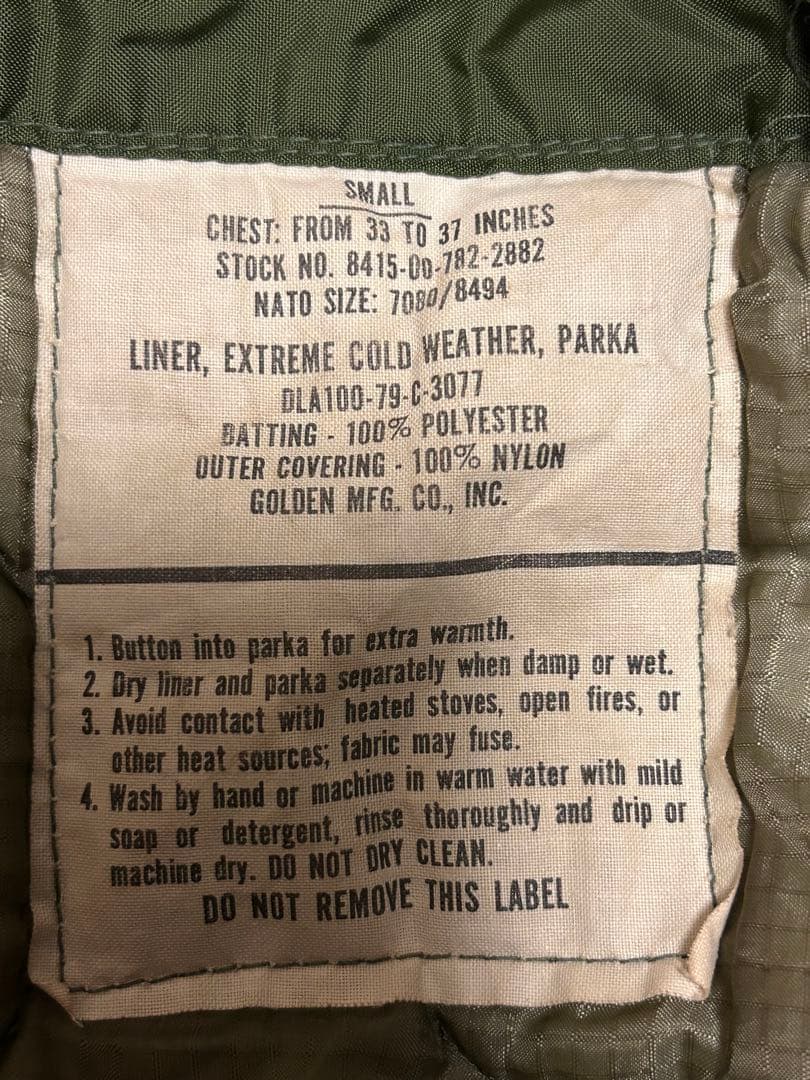 SMALL
CHEST: FROM 33 TO 37 INCHES
STOCK NO. 8415-00-782-2882
NATO SIZE: 7080/8494
LINER, EXTREME COLD WEATHER, PARKA
DLA100-79-C-3077
BATTING - 100% POLYESTER
OUTER COVERING - 100% NYLON
GOLDEN MFG. CO., INC.
1. Button into parka for extra warmth.
2. Dry liner and parka separately when damp or wet.
3. Avoid contact with heated stoves, open fires, or
other heat sources; fabric may fuse.
4. Wash by hand or machine in warm water with mild
soap or detergent, rinse thoroughly and drip or
machine dry. DO NOT DRY CLEAN.
DO NOT REMOVE THIS LABEL